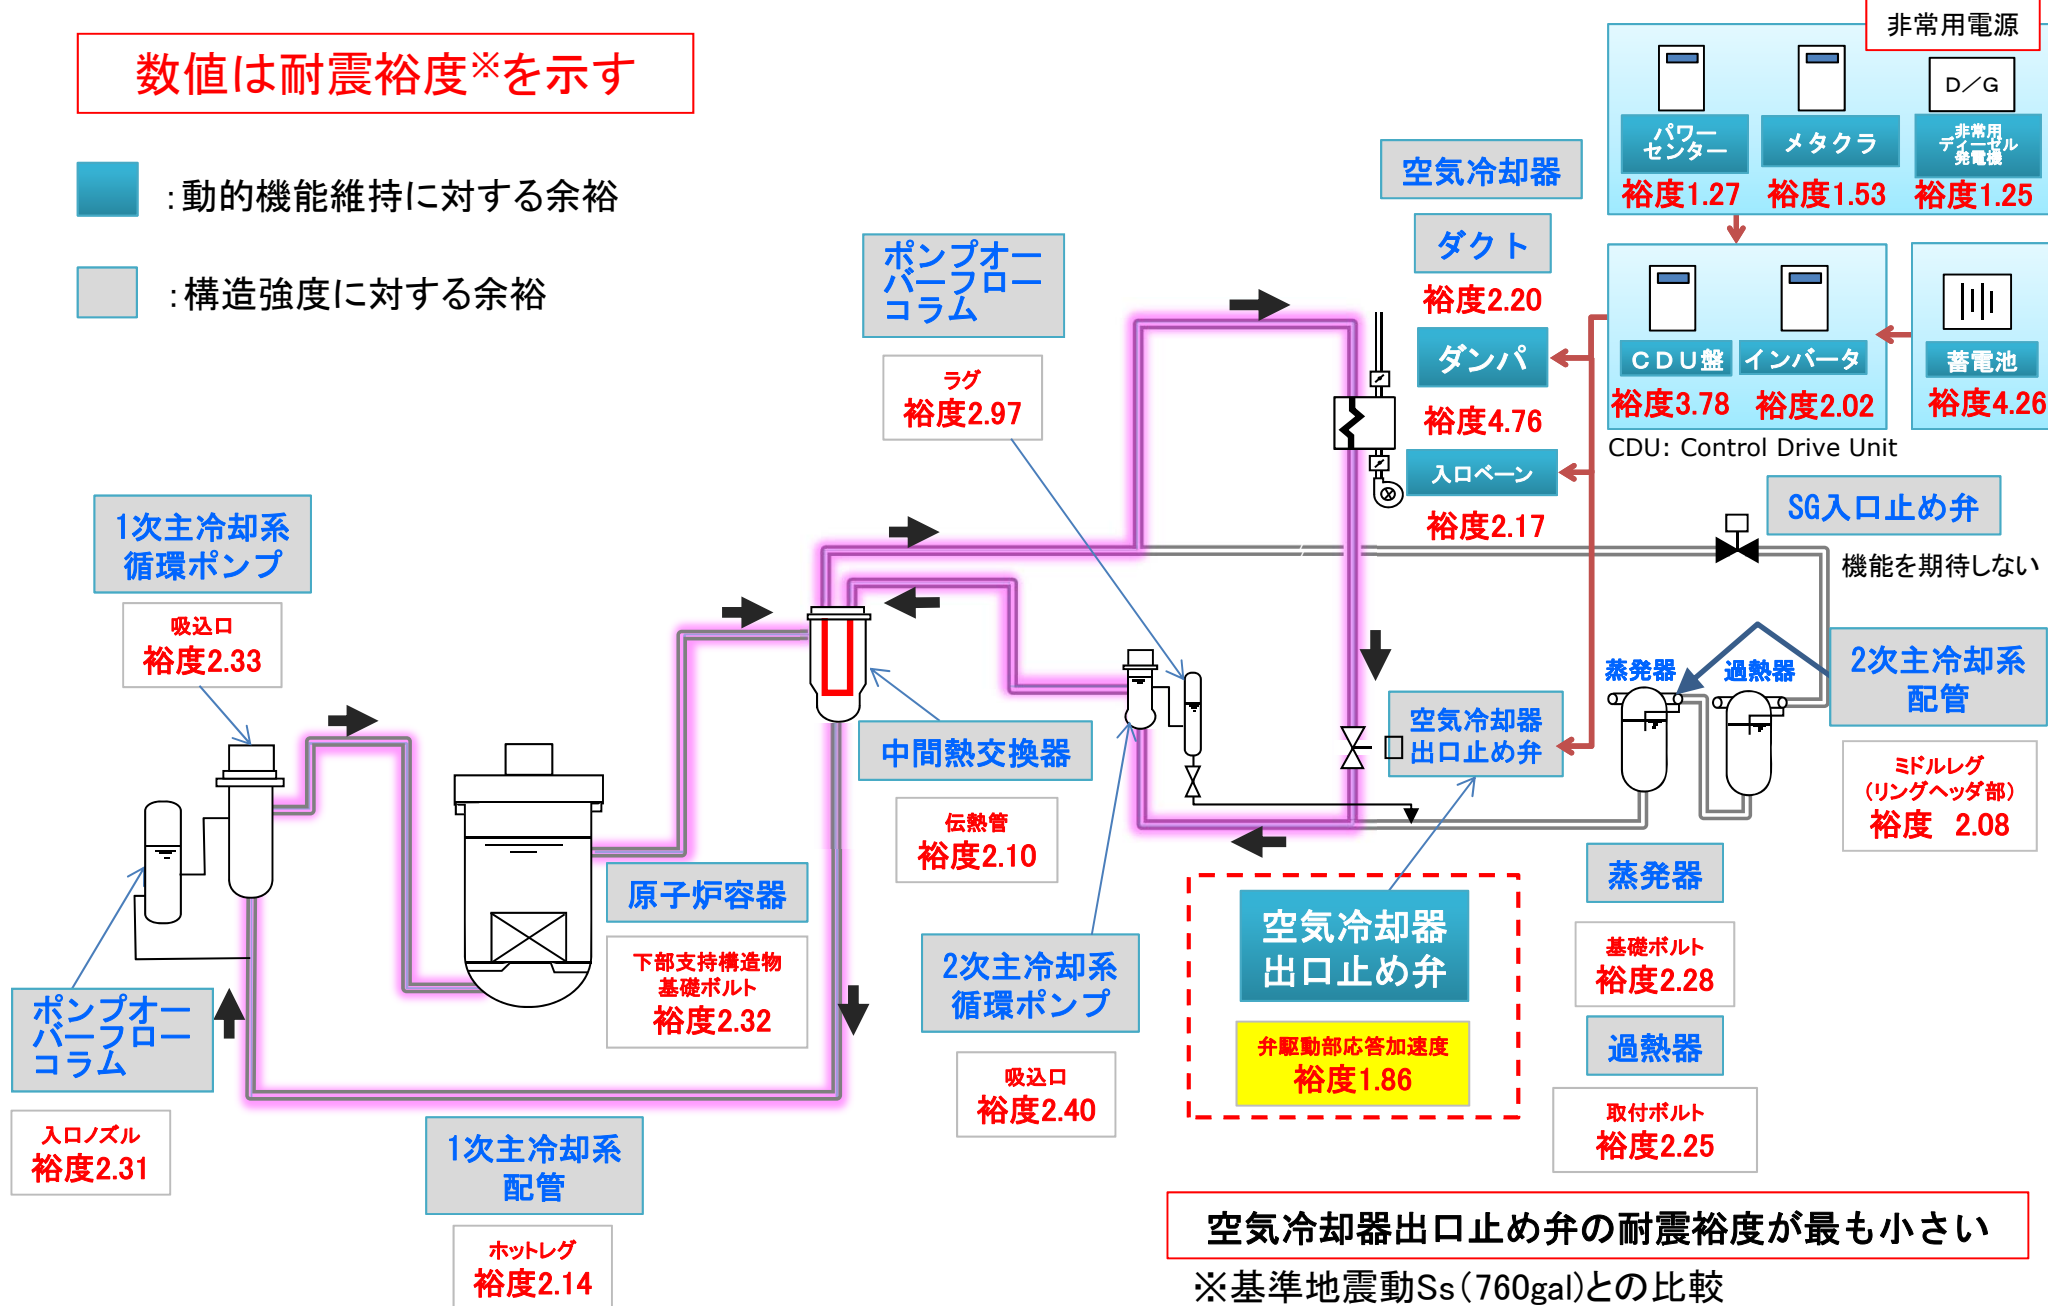 数値は耐震裕度※を示す
：動的機能維持に対する余裕
：構造強度に対する余裕
非常用電源
D／G
パワー
センター
裕度1.27
メタクラ
裕度1.53
非常用
ディーゼル
発電機
裕度1.25
CDU盤
裕度3.78
インバータ
裕度2.02
蓄電池
裕度4.26
CDU: Control Drive Unit
空気冷却器
ダクト
裕度2.20
ダンパ
裕度4.76
入口ベーン
裕度2.17
ポンプオー
バーフロー
コラム
ラグ
裕度2.97
SG入口止め弁
機能を期待しない
1次主冷却系
循環ポンプ
吸込口
裕度2.33
蒸発器
過熱器
2次主冷却系
配管
ミドルレグ
（リングヘッダ部）
裕度 2.08
空気冷却器
出口止め弁
中間熱交換器
伝熱管
裕度2.10
原子炉容器
下部支持構造物
基礎ボルト
裕度2.32
2次主冷却系
循環ポンプ
吸込口
裕度2.40
空気冷却器
出口止め弁
弁駆動部応答加速度
裕度1.86
蒸発器
基礎ボルト
裕度2.28
過熱器
取付ボルト
裕度2.25
ポンプオー
バーフロー
コラム
入口ノズル
裕度2.31
1次主冷却系
配管
ホットレグ
裕度2.14
空気冷却器出口止め弁の耐震裕度が最も小さい
※基準地震動Ss（760gal）との比較